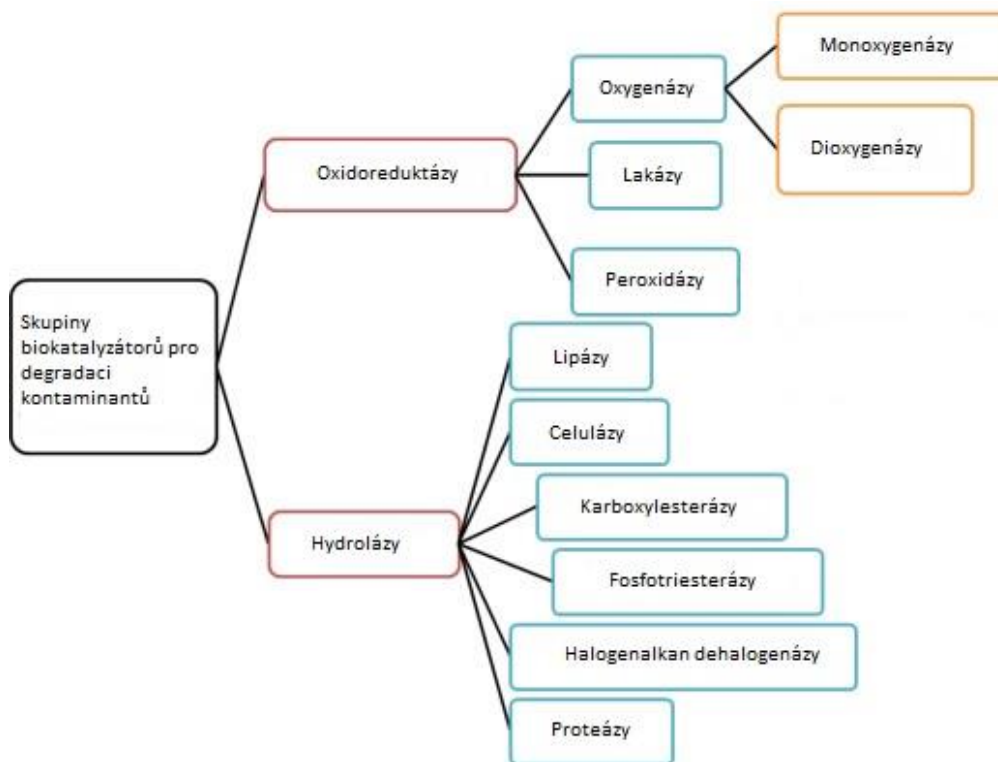 Monoxygenázy
Oxygenázy
Dioxygenázy
Oxidoreduktázy
Lakázy
Peroxidázy
Skupiny
biokatalyzátorů pro
degradaci
kontaminantů
Lipázy
Celulázy
Karboxylesterázy
Hydrolázy
Fosfotriesterázy
Halogenalkan dehalogenázy
Proteázy